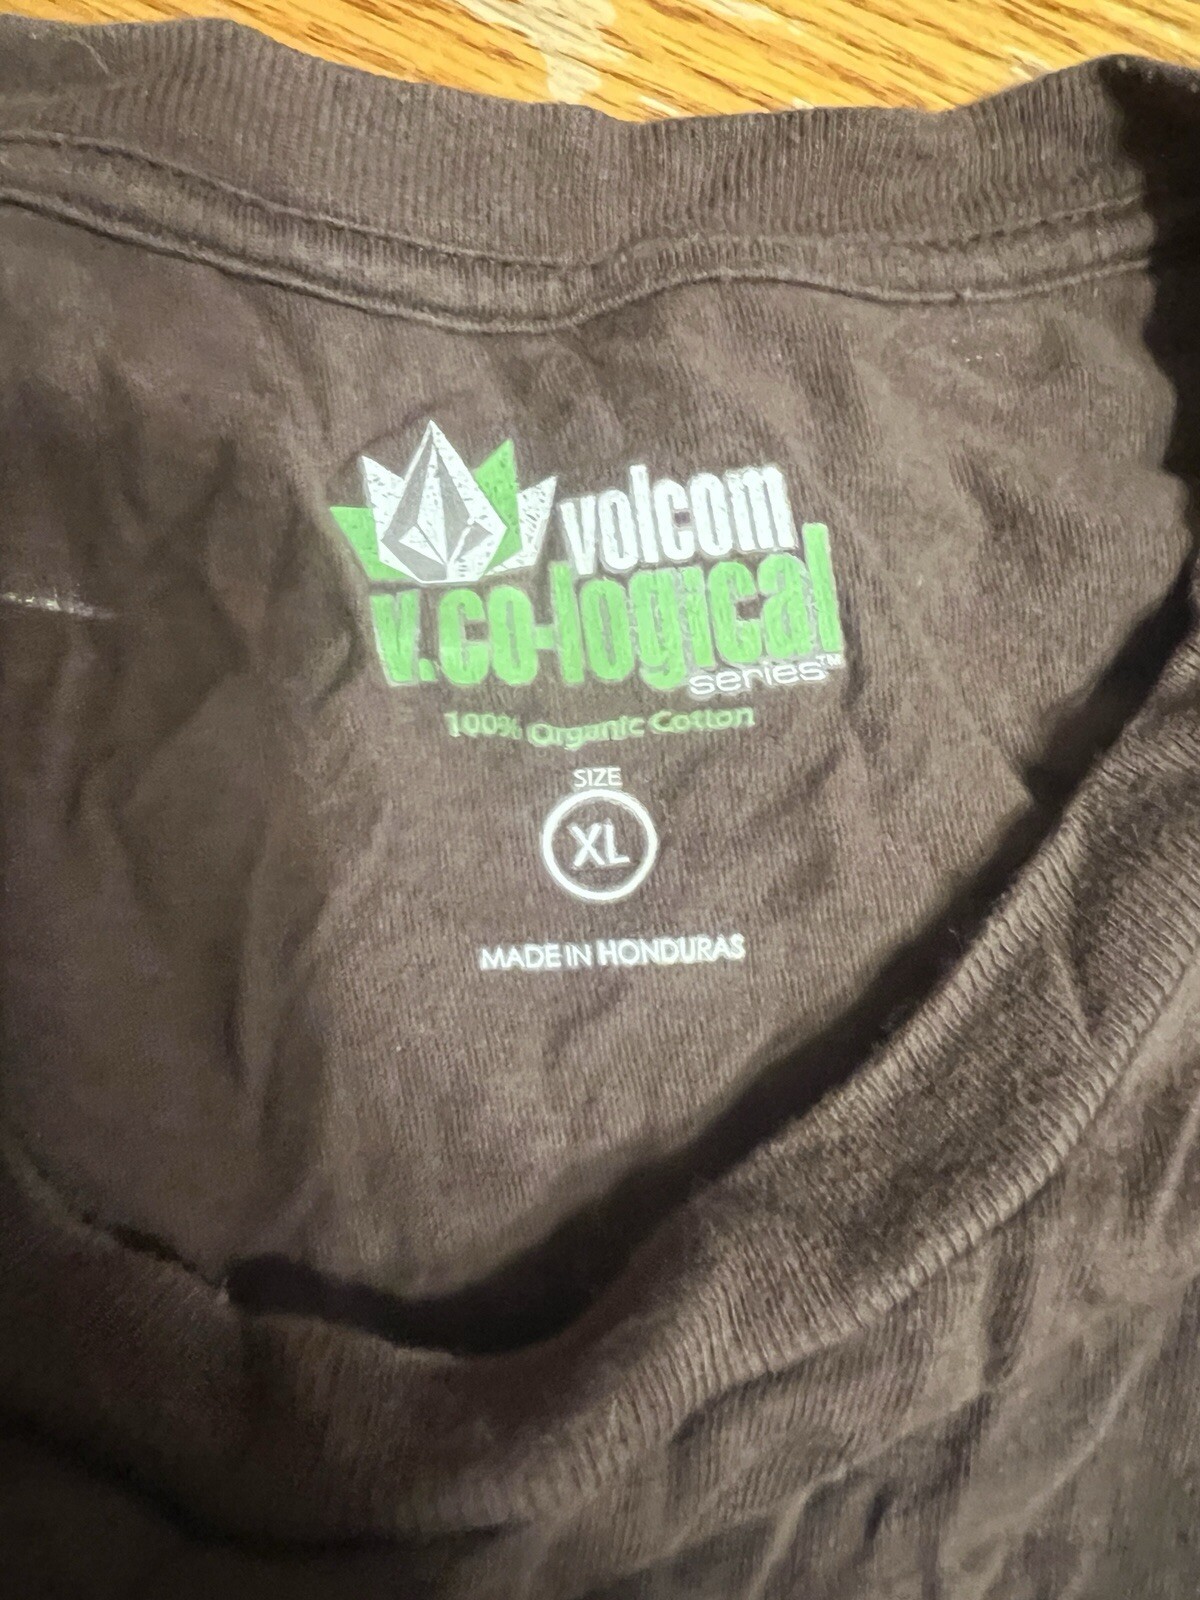 volcom
v.co-logical
series™
100% Organic Cotton
SIZE
XL
MADE IN HONDURAS